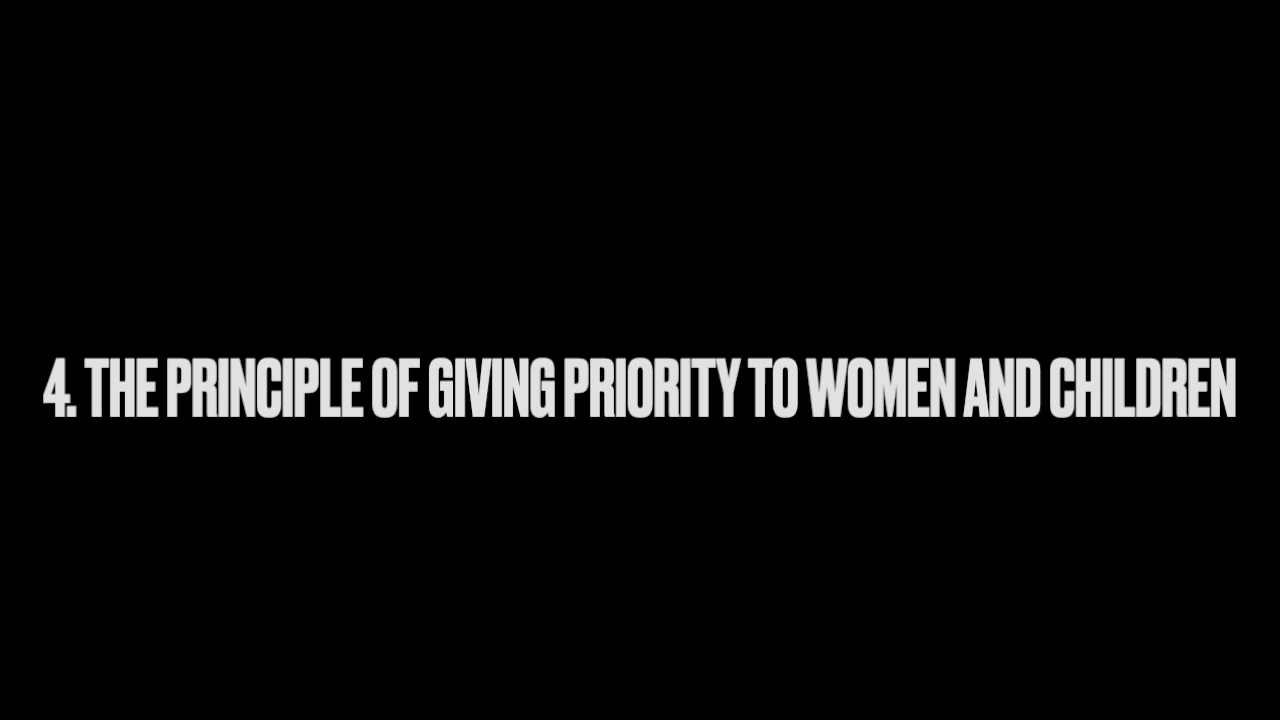 4. THE PRINCIPLE OF GIVING PRIORITY TO WOMEN AND CHILDREN